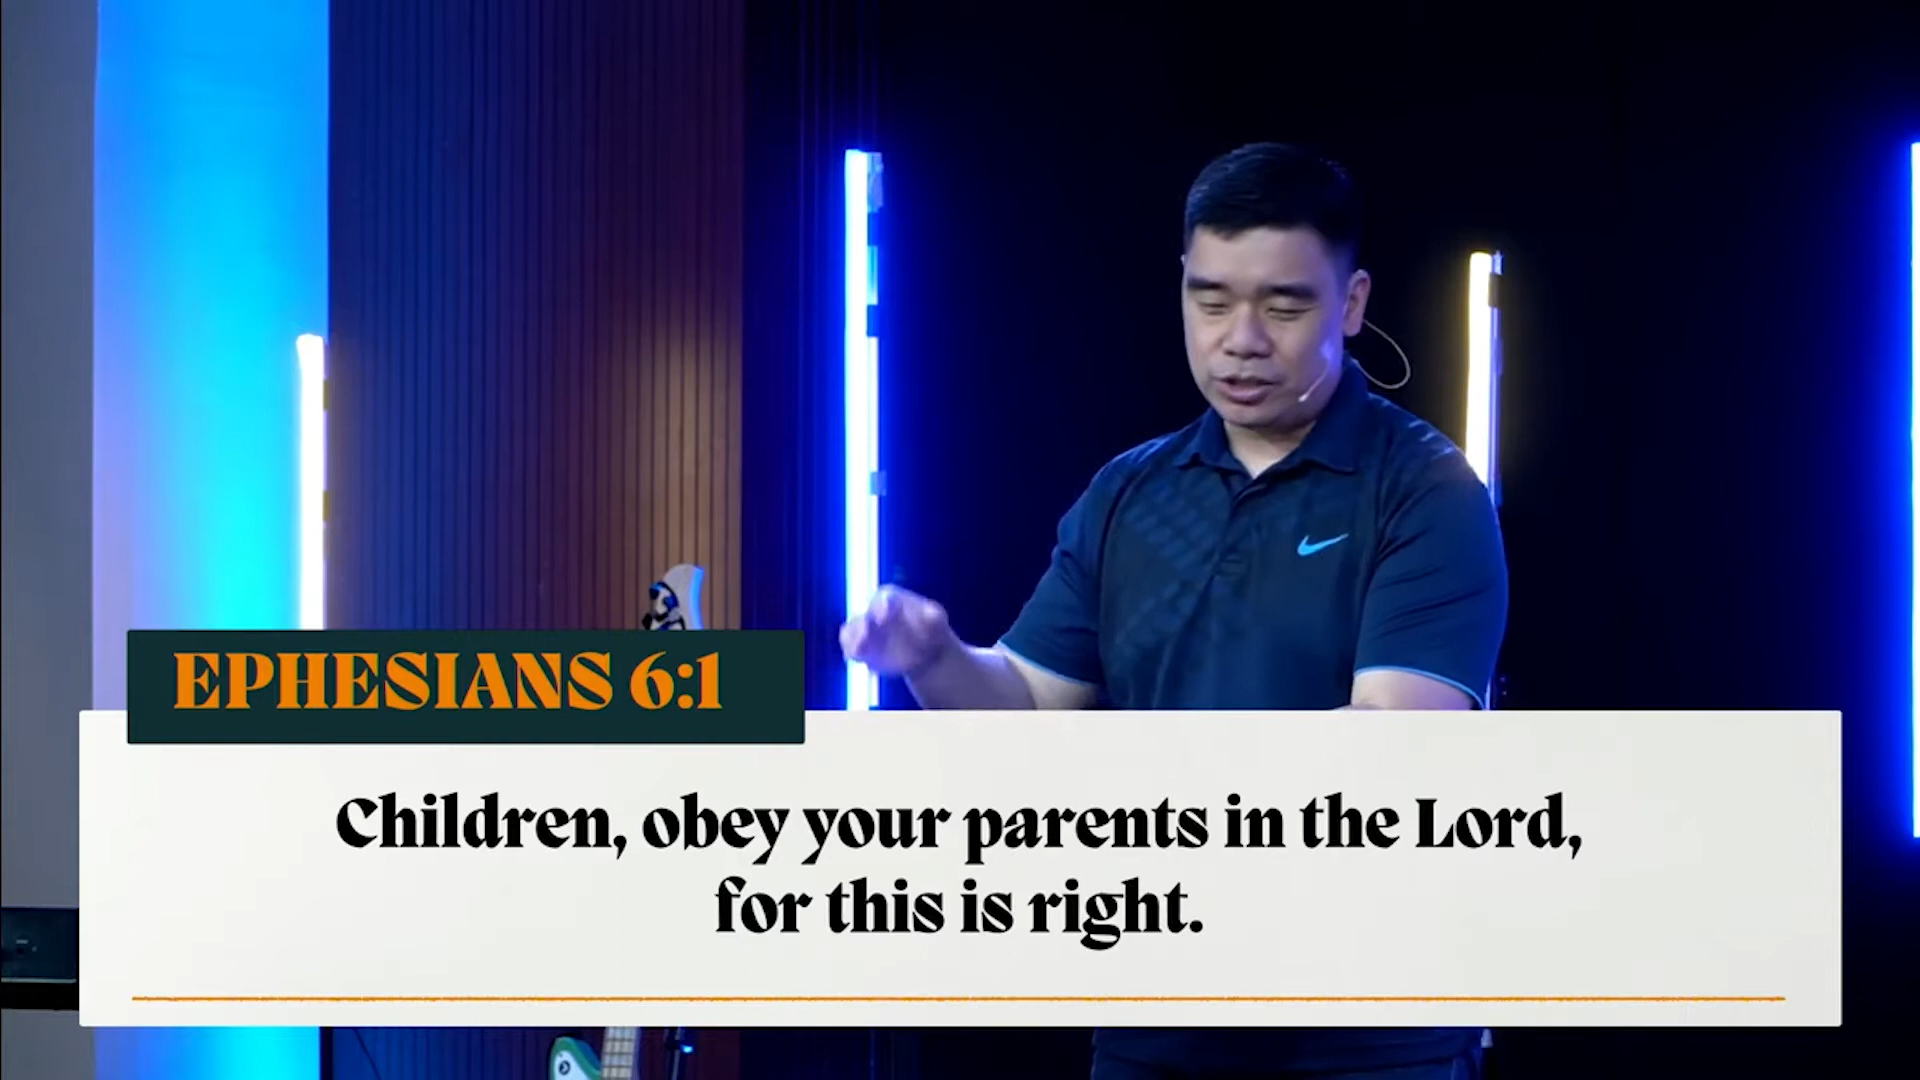 EPHESIANS 6:1
Children, obey your parents in the Lord,
for this is right.